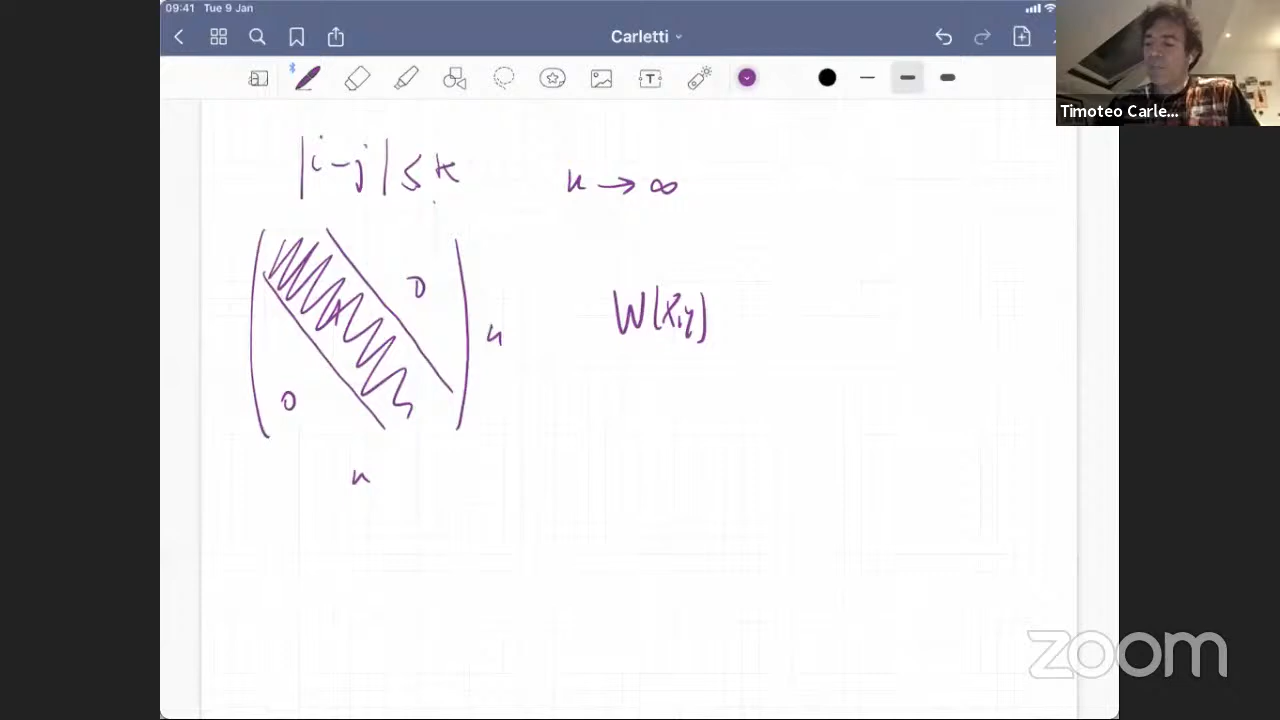 09:41 Tue 9 Jan
Carletti
Timoteo Carle...
|i-j| ≤ k
n → ∞
0
W(x,y)
n
0
n
zoom